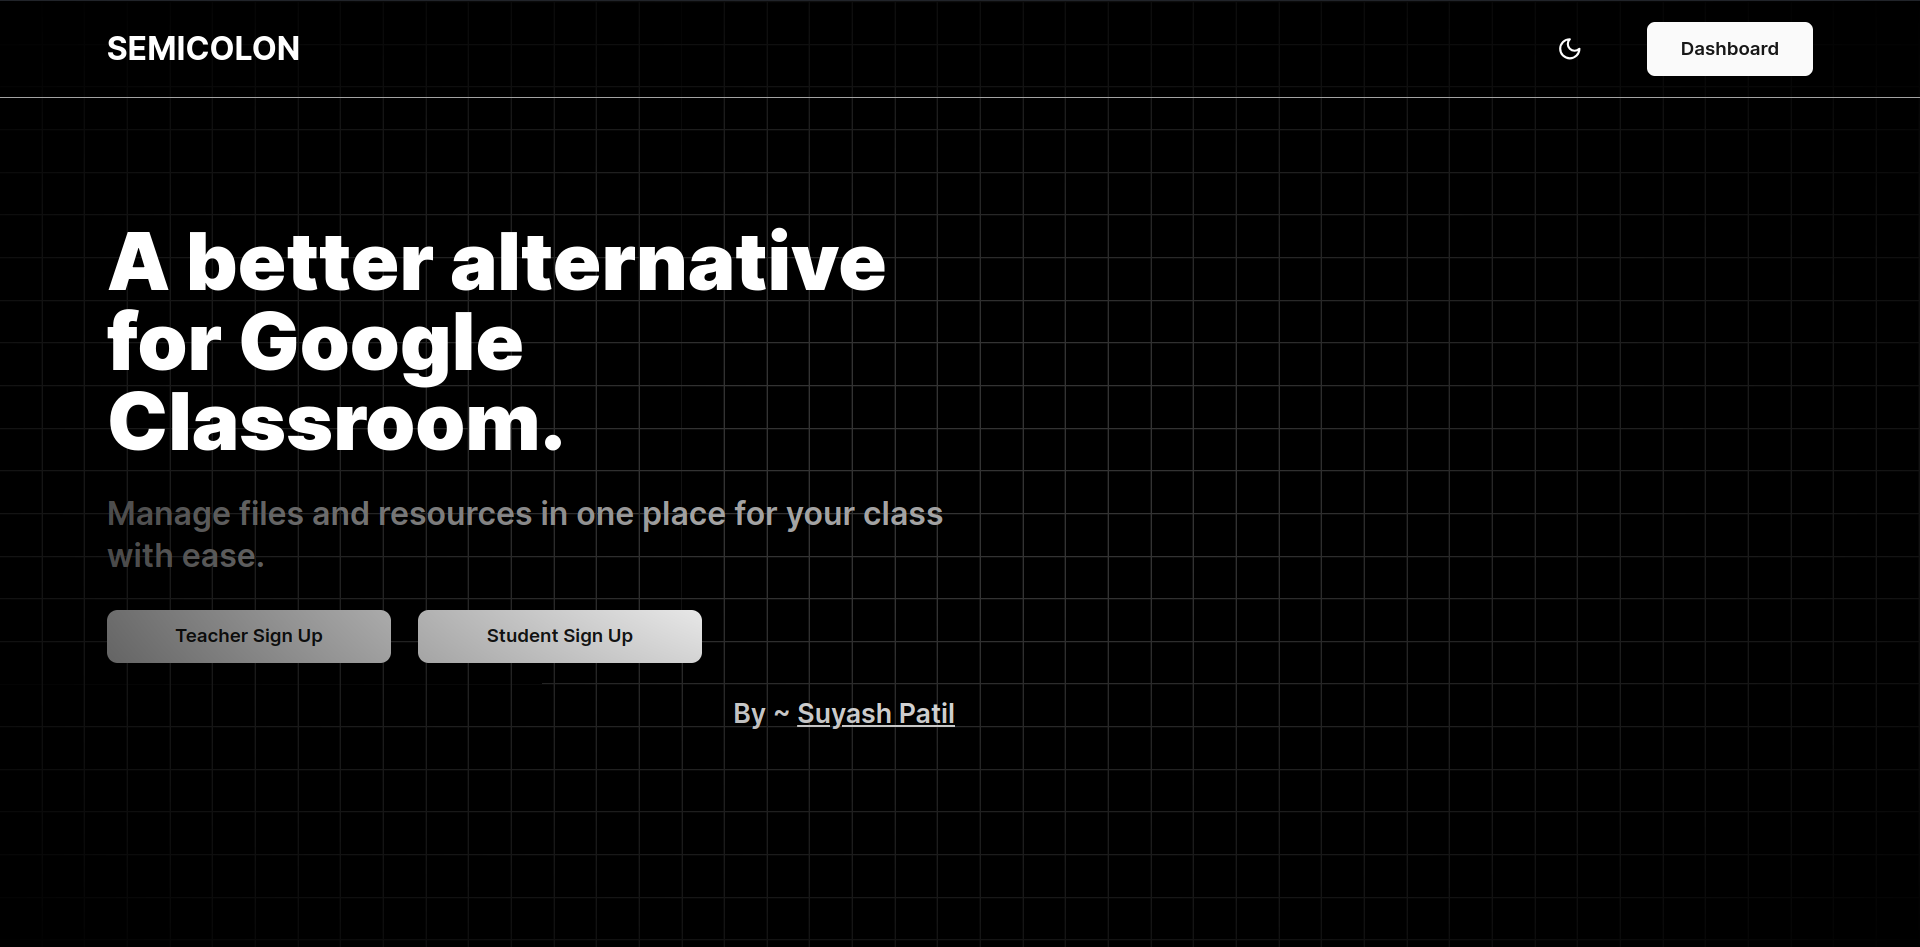 SEMICOLON
Dashboard
A better alternative
for Google
Classroom.
Manage files and resources in one place for your class
with ease.
Teacher Sign Up
Student Sign Up
By ~ Suyash Patil